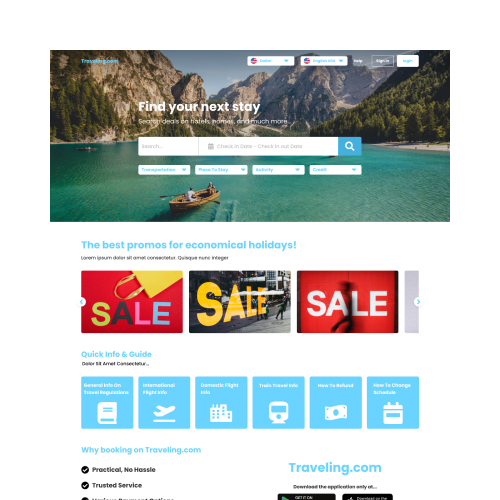 Traveling.com
Dollar
English USA
Help
Sign In
login
Find your next stay
Search deals on hotels, homes, and much more...
Search...
Check in Date - Check in Out Date
Transportation
Place To Stay
Activity
Credit
The best promos for economical holidays!
Lorem ipsum dolor sit amet consectetur. Quisque nunc integer
SALE
SALE
SALE
Quick Info & Guide
Dolor Sit Amet Consectetur...
General Info On
Travel Regulations
International
Flight Info
Domestic Flight
Info
Train Travel Info
How To Refund
How To Change
Schedule
Why booking on Traveling.com
Practical, No Hassle
Trusted Service
Traveling.com
Download the application only at...
GET IT ON
Download on the